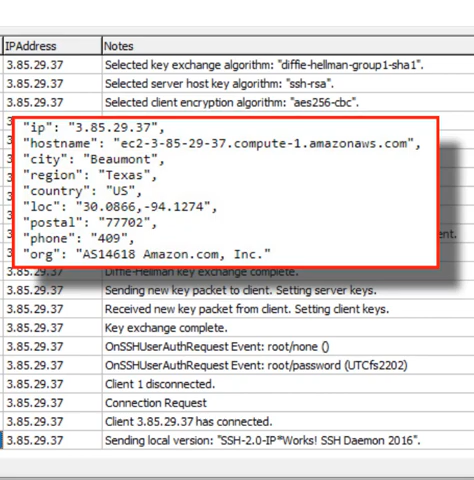 IPAddress Notes
3.85.29.37 Selected key exchange algorithm: "diffie-hellman-group1-sha1".
3.85.29.37 Selected server host key algorithm: "ssh-rsa".
3.85.29.37 Selected client encryption algorithm: "aes256-cbc".
"ip": "3.85.29.37",
"hostname": "ec2-3-85-29-37.compute-1.amazonaws.com",
"city": "Beaumont",
"region": "Texas",
"country": "US",
"loc": "30.0866,-94.1274",
"postal": "77702",
"phone": "409",
"org": "AS14618 Amazon.com, Inc."
ent.
3.85.29.37 Diffie-Hellman key exchange complete.
3.85.29.37 Sending new key packet to client. Setting server keys.
3.85.29.37 Received new key packet from client. Setting client keys.
3.85.29.37 Key exchange complete.
3.85.29.37 OnSSHUserAuthRequest Event: root/none ()
3.85.29.37 OnSSHUserAuthRequest Event: root/password (UTCfs2202)
3.85.29.37 Client 1 disconnected.
3.85.29.37 Connection Request
3.85.29.37 Client 3.85.29.37 has connected.
3.85.29.37 Sending local version: "SSH-2.0-IP*Works! SSH Daemon 2016".